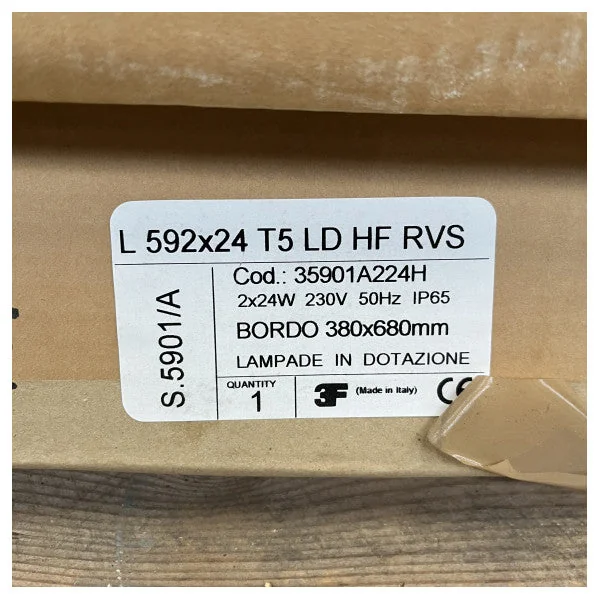 L 592x24 T5 LD HF RVS
S.5901/A
Cod.: 35901A224H
2x24W 230V 50Hz IP65
BORDO 380x680mm
LAMPADE IN DOTAZIONE
QUANTITY
1
3F (Made in Italy) CE